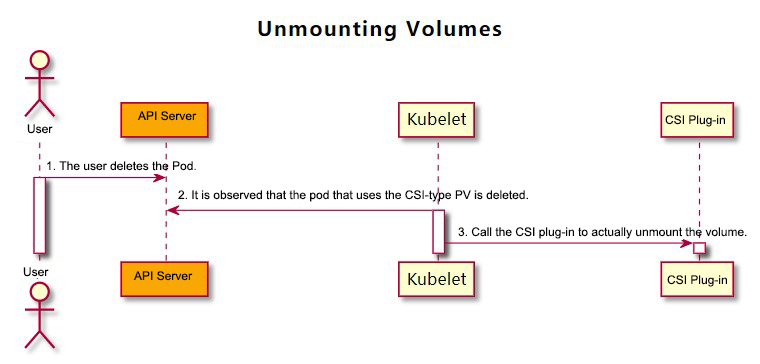 Unmounting Volumes
User
API Server
Kubelet
CSI Plug-in
1. The user deletes the Pod.
2. It is observed that the pod that uses the CSI-type PV is deleted.
3. Call the CSI plug-in to actually unmount the volume.
User
API Server
Kubelet
CSI Plug-in